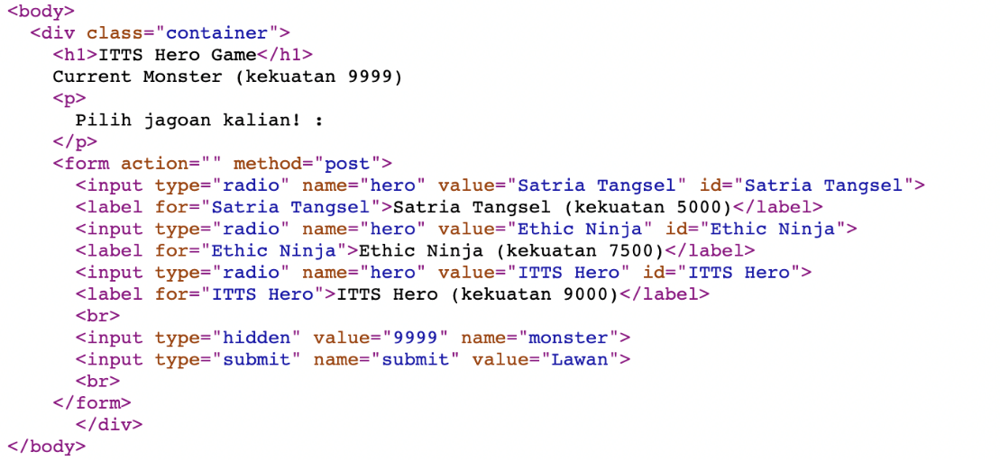 <body>
<div class="container">
<h1>ITTS Hero Game</h1>
Current Monster (kekuatan 9999)
<p>
Pilih jagoan kalian! :
</p>
<form action="" method="post">
<input type="radio" name="hero" value="Satria Tangsel" id="Satria Tangsel">
<label for="Satria Tangsel">Satria Tangsel (kekuatan 5000)</label>
<input type="radio" name="hero" value="Ethic Ninja" id="Ethic Ninja">
<label for="Ethic Ninja">Ethic Ninja (kekuatan 7500)</label>
<input type="radio" name="hero" value="ITTS Hero" id="ITTS Hero">
<label for="ITTS Hero">ITTS Hero (kekuatan 9000)</label>
<br>
<input type="hidden" value="9999" name="monster">
<input type="submit" name="submit" value="Lawan">
<br>
</form>
</div>
</body>